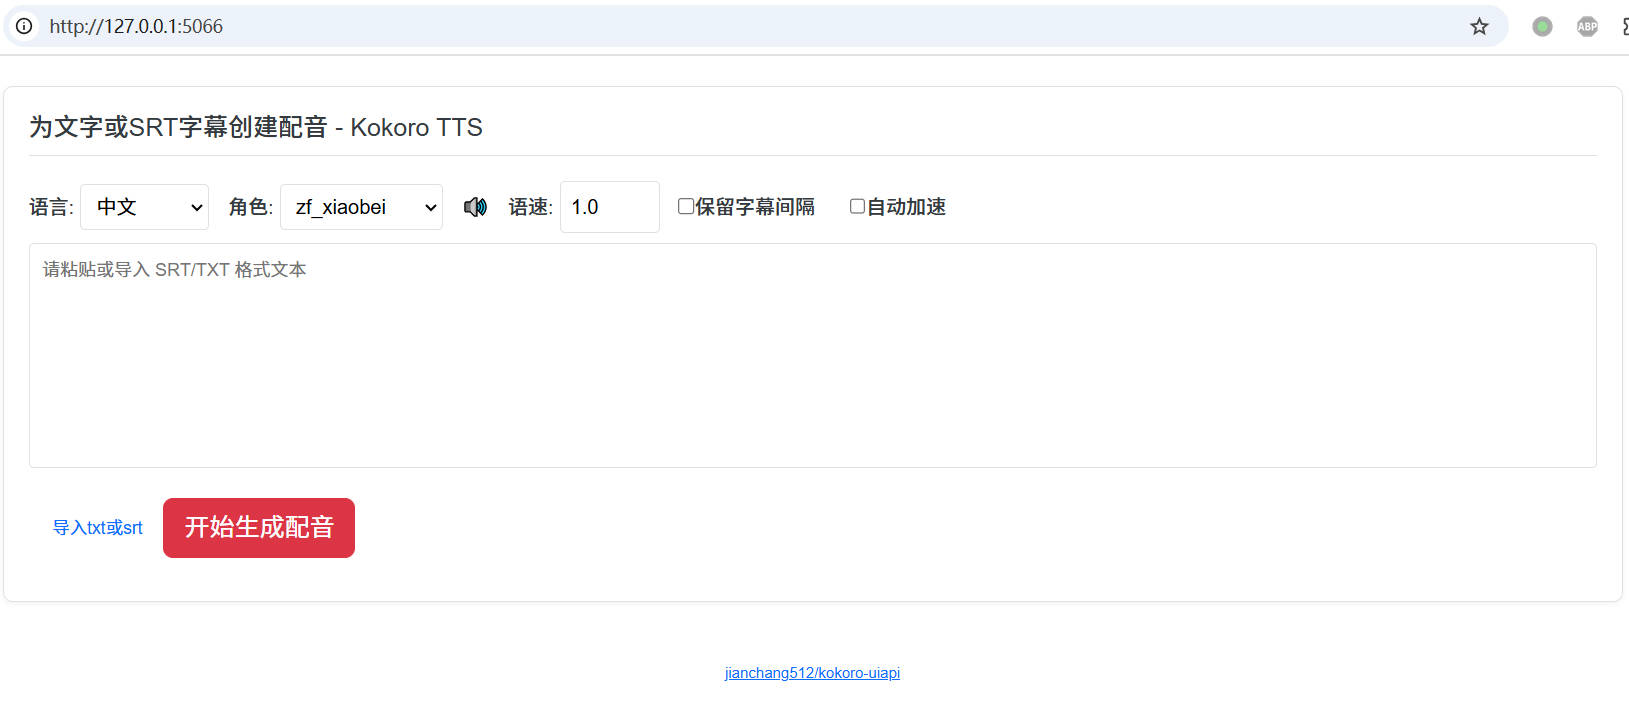 http://127.0.0.1:5066
ABP
为文字或SRT字幕创建配音 - Kokoro TTS
语言: 中文 角色: zf_xiaobei 语速: 1.0 保留字幕间隔 自动加速
请粘贴或导入 SRT/TXT 格式文本
导入txt或srt 开始生成配音
jianchang512/kokoro-uiapi